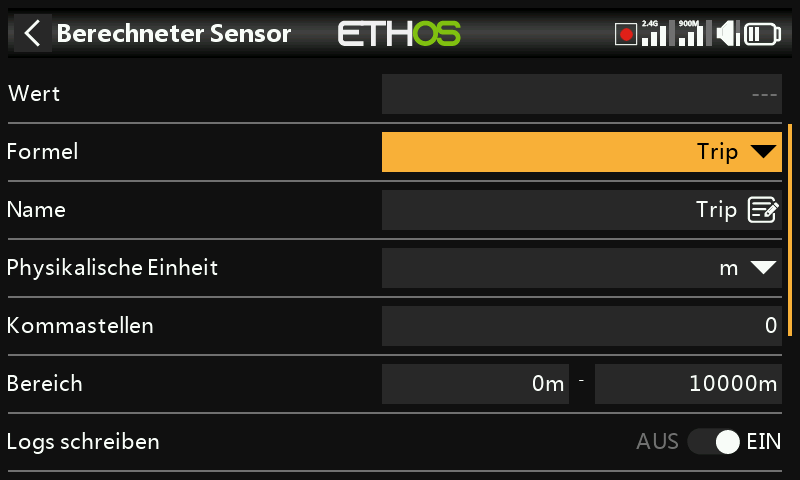 Berechneter Sensor ETHOS 2.4G 900M
Wert ---
Formel Trip
Name Trip
Physikalische Einheit m
Kommastellen 0
Bereich 0m - 10000m
Logs schreiben AUS EIN